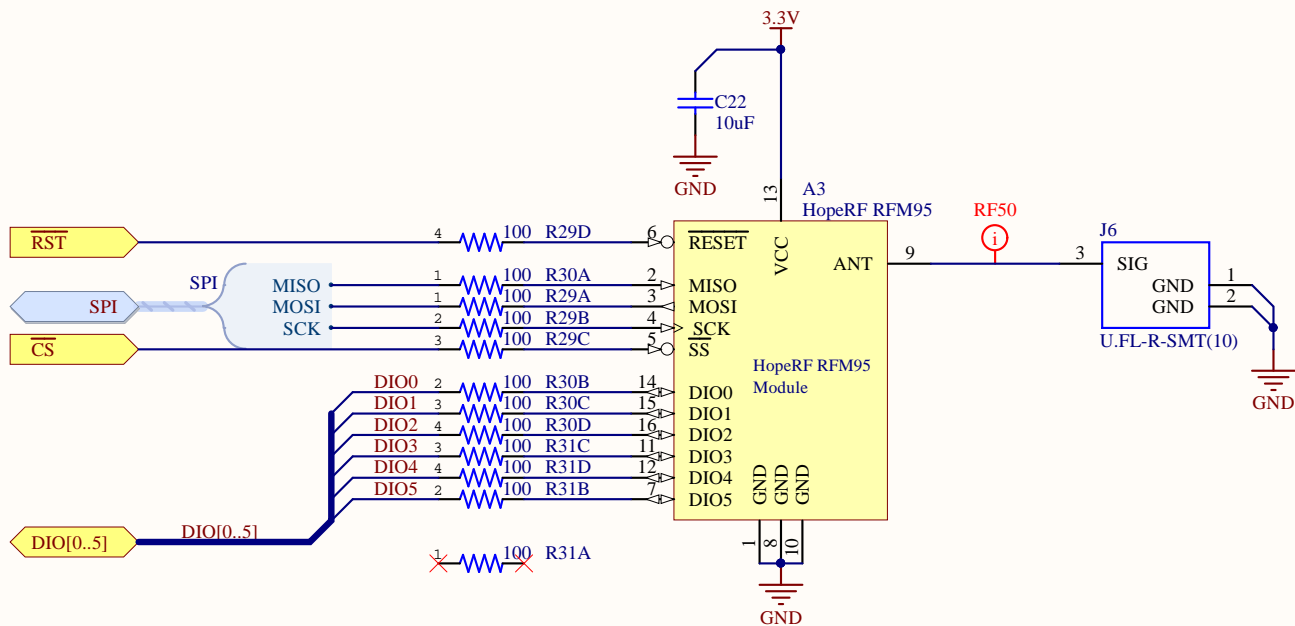 3.3V
C22
10uF
GND
13
A3
HopeRF RFM95
RF50
i
J6
RST
4 100 R29D 6 RESET
VCC
ANT 9
3 SIG
GND 1
GND 2
U.FL-R-SMT(10)
GND
SPI
SPI
MISO 1 100 R30A 2 MISO
MOSI 1 100 R29A 3 MOSI
SCK 2 100 R29B 4 SCK
CS 3 100 R29C 5 SS
HopeRF RFM95
Module
DIO0 2 100 R30B 14 DIO0
DIO1 3 100 R30C 15 DIO1
DIO2 4 100 R30D 16 DIO2
DIO3 3 100 R31C 11 DIO3
DIO4 4 100 R31D 12 DIO4
DIO5 2 100 R31B 7 DIO5
GND GND GND
1 8 10
DIO[0..5]
DIO[0..5]
1 100 R31A
GND